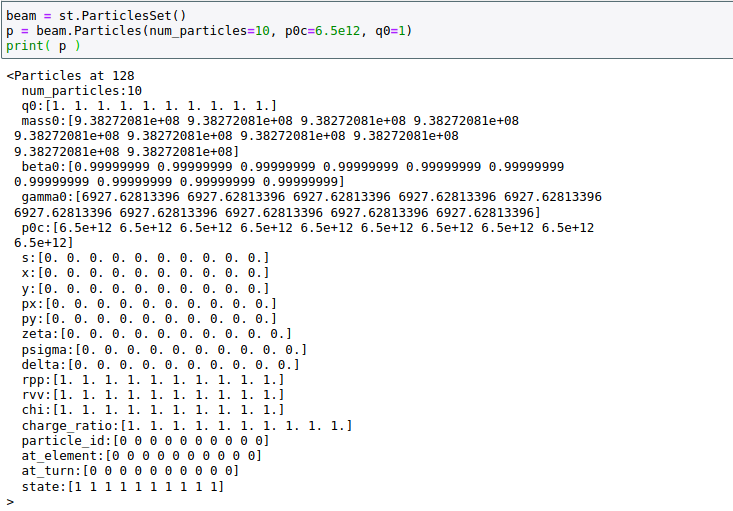 beam = st.ParticlesSet()
p = beam.Particles(num_particles=10, p0c=6.5e12, q0=1)
print( p )
<Particles at 128
  num_particles:10
  q0:[1. 1. 1. 1. 1. 1. 1. 1. 1. 1.]
  mass0:[9.38272081e+08 9.38272081e+08 9.38272081e+08 9.38272081e+08
 9.38272081e+08 9.38272081e+08 9.38272081e+08 9.38272081e+08
 9.38272081e+08 9.38272081e+08]
  beta0:[0.99999999 0.99999999 0.99999999 0.99999999 0.99999999 0.99999999
 0.99999999 0.99999999 0.99999999 0.99999999]
  gamma0:[6927.62813396 6927.62813396 6927.62813396 6927.62813396 6927.62813396
 6927.62813396 6927.62813396 6927.62813396 6927.62813396 6927.62813396]
  p0c:[6.5e+12 6.5e+12 6.5e+12 6.5e+12 6.5e+12 6.5e+12 6.5e+12 6.5e+12 6.5e+12
 6.5e+12]
  s:[0. 0. 0. 0. 0. 0. 0. 0. 0. 0.]
  x:[0. 0. 0. 0. 0. 0. 0. 0. 0. 0.]
  y:[0. 0. 0. 0. 0. 0. 0. 0. 0. 0.]
  px:[0. 0. 0. 0. 0. 0. 0. 0. 0. 0.]
  py:[0. 0. 0. 0. 0. 0. 0. 0. 0. 0.]
  zeta:[0. 0. 0. 0. 0. 0. 0. 0. 0. 0.]
  psigma:[0. 0. 0. 0. 0. 0. 0. 0. 0. 0.]
  delta:[0. 0. 0. 0. 0. 0. 0. 0. 0. 0.]
  rpp:[1. 1. 1. 1. 1. 1. 1. 1. 1. 1.]
  rvv:[1. 1. 1. 1. 1. 1. 1. 1. 1. 1.]
  chi:[1. 1. 1. 1. 1. 1. 1. 1. 1. 1.]
  charge_ratio:[1. 1. 1. 1. 1. 1. 1. 1. 1. 1.]
  particle_id:[0 0 0 0 0 0 0 0 0 0]
  at_element:[0 0 0 0 0 0 0 0 0 0]
  at_turn:[0 0 0 0 0 0 0 0 0 0]
  state:[1 1 1 1 1 1 1 1 1 1]
>